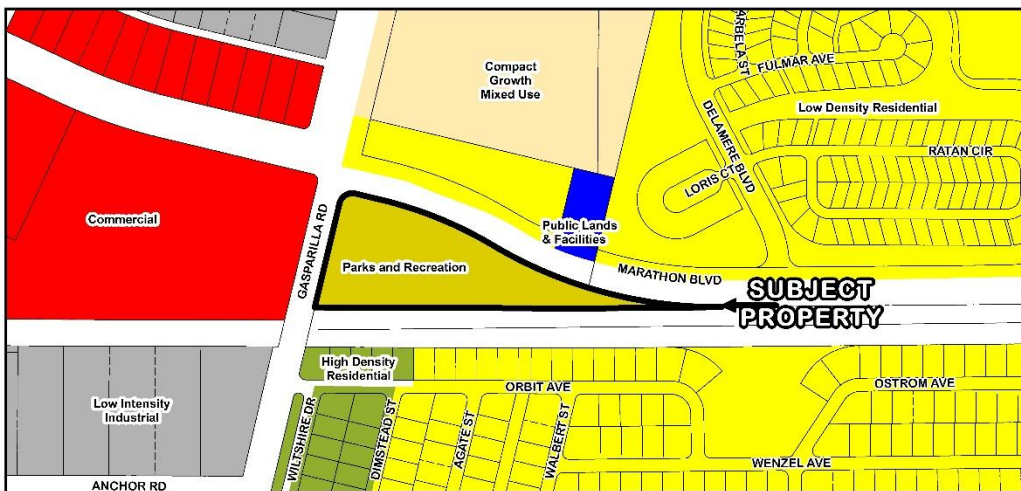 Compact
Growth
Mixed Use
FULMAR AVE
Low Density Residential
DELAMERE BLVD
RATAN CIR
LORIS CT
Commercial
GASPARILLA RD
Public Lands
& Facilities
Parks and Recreation
MARATHON BLVD
SUBJECT
PROPERTY
High Density
Residential
ORBIT AVE
OSTROM AVE
Low Intensity
Industrial
WILTSHIRE DR
DIMSTEAD ST
AGATE ST
WALBERT ST
WENZEL AVE
ANCHOR RD